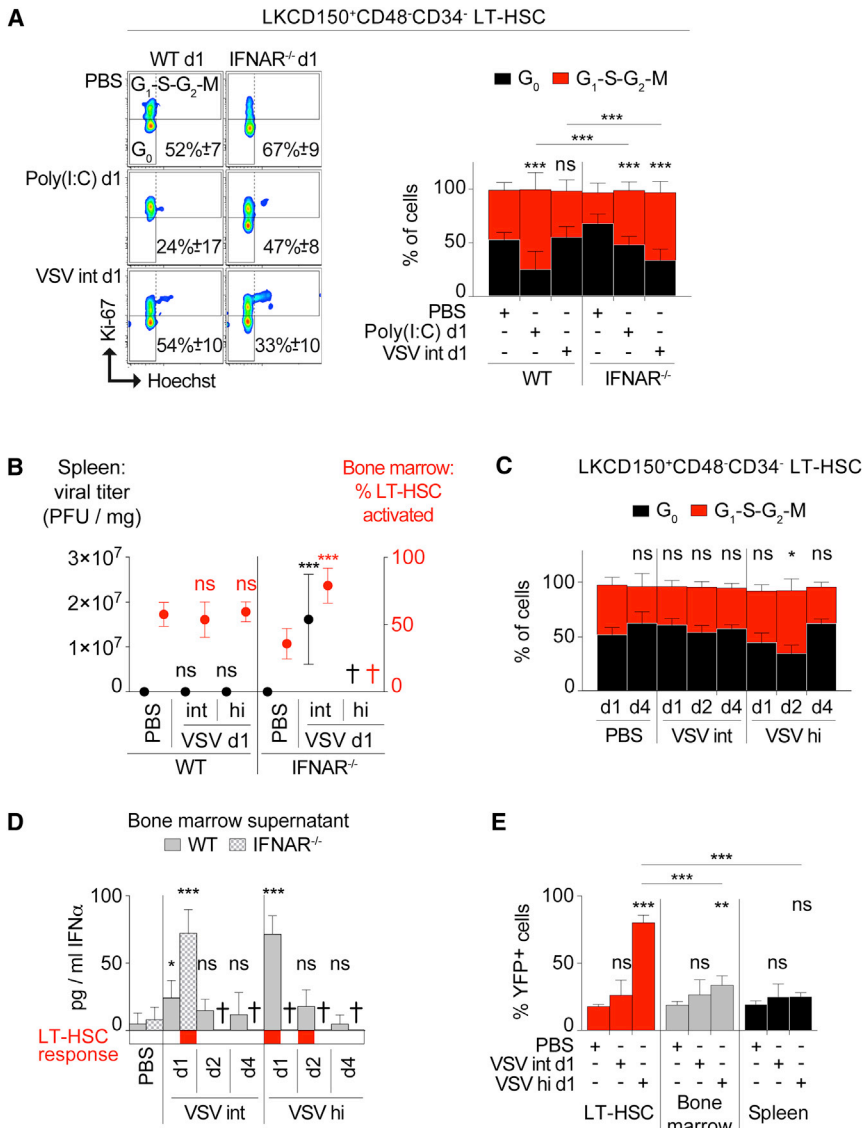 A
LKCD150⁺CD48⁻CD34⁻ LT-HSC
WT d1 IFNAR⁻/⁻ d1
PBS
G₁-S-G₂-M
G₀ 52%±7 67%±9
Poly(I:C) d1
24%±17 47%±8
VSV int d1
54%±10 33%±10
Ki-67
Hoechst
G₀ G₁-S-G₂-M
***
***
*** ns *** ***
% of cells
100
50
0
PBS + - - + - -
Poly(I:C) d1 - + - - + -
VSV int d1 - - + - - +
WT IFNAR⁻/⁻
B
Spleen:
viral titer
(PFU / mg)
Bone marrow:
% LT-HSC
activated
3×10⁷
2×10⁷
1×10⁷
0
100
50
0
ns ns *** ***
ns ns † †
PBS int hi PBS int hi
VSV d1 VSV d1
WT IFNAR⁻/⁻
C
LKCD150⁺CD48⁻CD34⁻ LT-HSC
G₀ G₁-S-G₂-M
ns ns ns ns ns * ns
% of cells
100
50
0
d1 d4 d1 d2 d4 d1 d2 d4
PBS VSV int VSV hi
D
Bone marrow supernatant
WT IFNAR⁻/⁻
pg / ml IFNα
100
50
0
* *** ns † ns † *** † ns † ns †
LT-HSC
response
PBS d1 d2 d4 d1 d2 d4
VSV int VSV hi
E
***
***
ns *** ns ** ns ns
% YFP⁺ cells
100
50
0
PBS + - - + - - + - -
VSV int d1 - + - - + - - + -
VSV hi d1 - - + - - + - - +
LT-HSC Bone Spleen
marrow